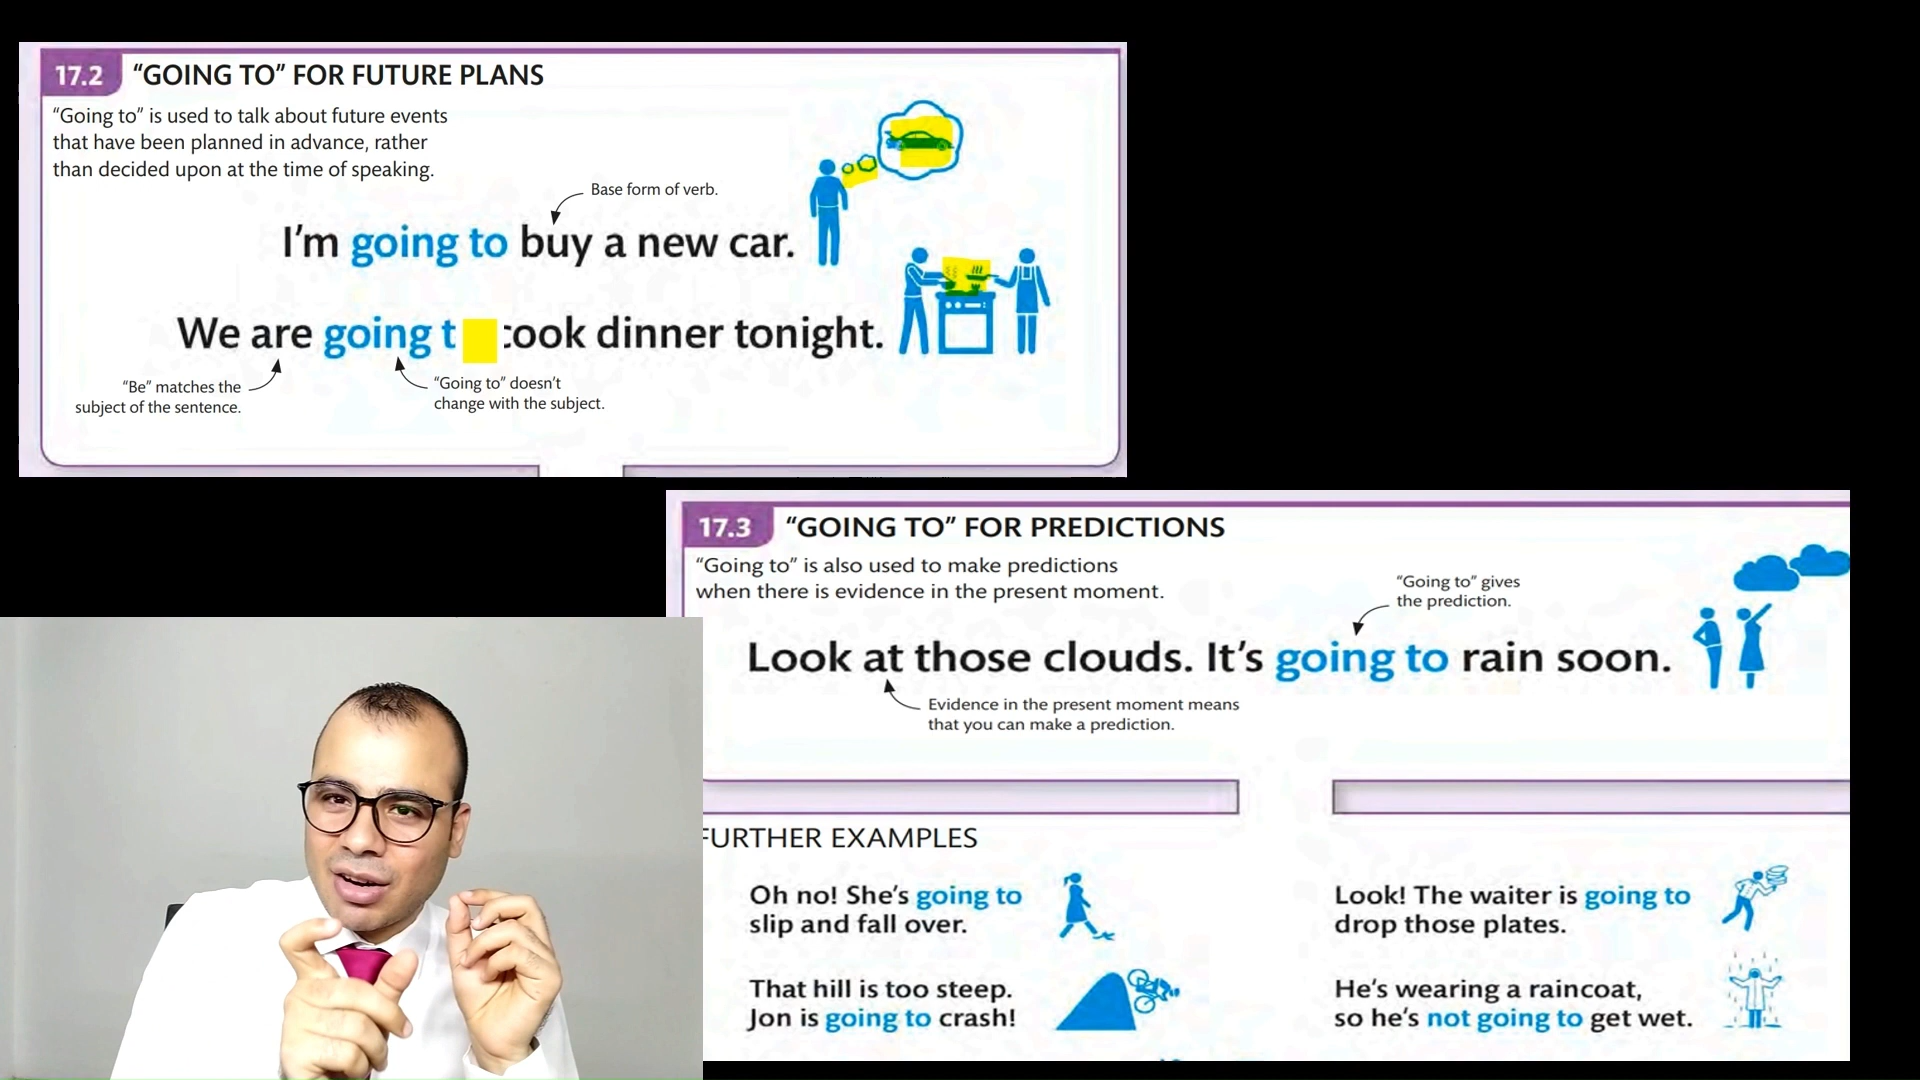 17.2 “GOING TO” FOR FUTURE PLANS
“Going to” is used to talk about future events
that have been planned in advance, rather
than decided upon at the time of speaking.
Base form of verb.
I’m going to buy a new car.
We are going t cook dinner tonight.
“Be” matches the
subject of the sentence.
“Going to” doesn’t
change with the subject.
17.3 “GOING TO” FOR PREDICTIONS
“Going to” is also used to make predictions
when there is evidence in the present moment.
“Going to” gives
the prediction.
Look at those clouds. It’s going to rain soon.
Evidence in the present moment means
that you can make a prediction.
FURTHER EXAMPLES
Oh no! She’s going to
slip and fall over.
That hill is too steep.
Jon is going to crash!
Look! The waiter is going to
drop those plates.
He’s wearing a raincoat,
so he’s not going to get wet.